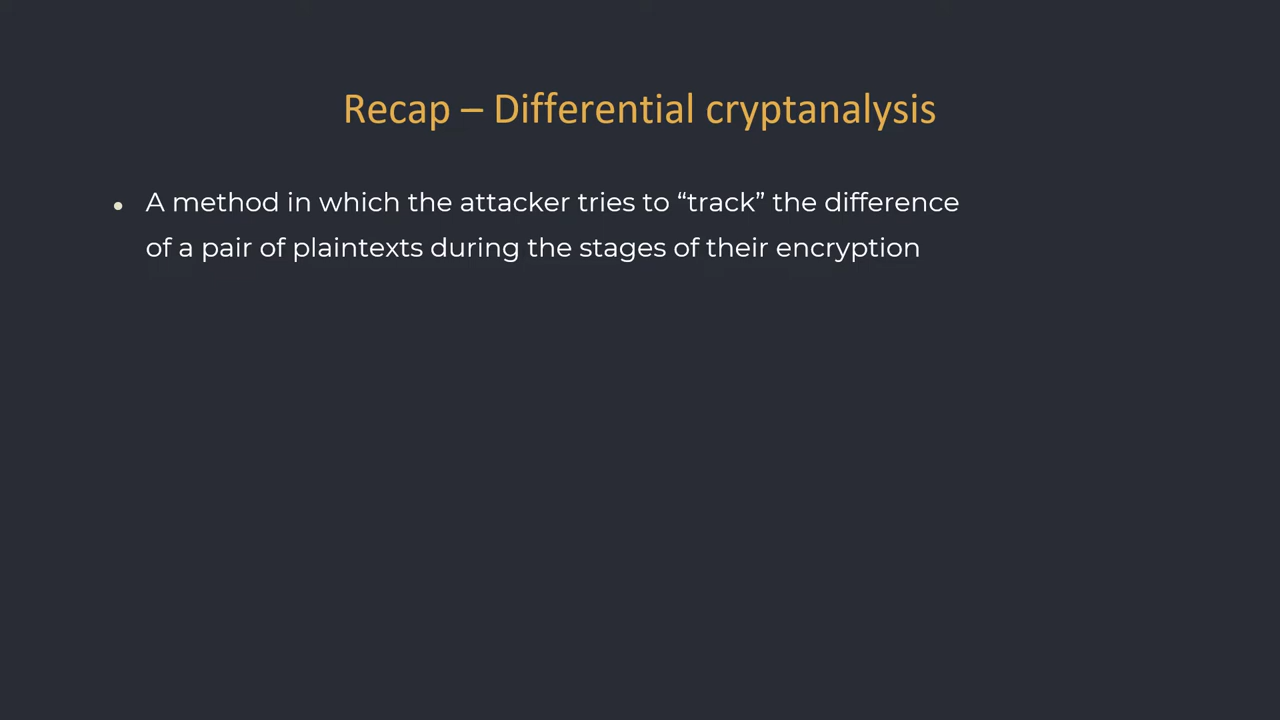 Recap – Differential cryptanalysis
• A method in which the attacker tries to “track” the difference
of a pair of plaintexts during the stages of their encryption